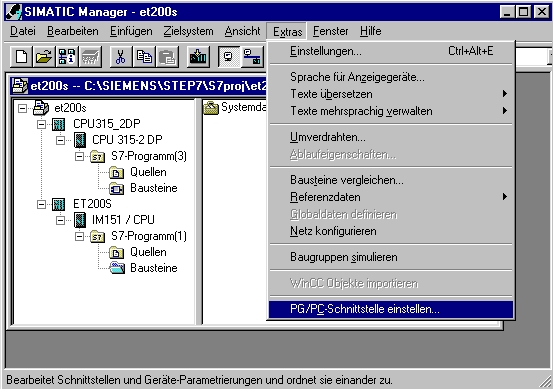 SIMATIC Manager - et200s
Datei Bearbeiten Einfügen Zielsystem Ansicht Extras Fenster Hilfe
et200s -- C:\SIEMENS\STEP7\S7proj\et2
et200s
CPU315_2DP
CPU 315-2 DP
S7-Programm(3)
Quellen
Bausteine
ET200S
IM151 / CPU
S7-Programm(1)
Quellen
Bausteine
Systemda
Einstellungen... Ctrl+Alt+E
Sprache für Anzeigegeräte...
Texte übersetzen
Texte mehrsprachig verwalten
Umverdrahten...
Ablaufeigenschaften...
Bausteine vergleichen...
Referenzdaten
Globaldaten definieren
Netz konfigurieren
Baugruppen simulieren
WinCC Objekte importieren
PG/PC-Schnittstelle einstellen...
Bearbeitet Schnittstellen und Geräte-Parametrierungen und ordnet sie einander zu.